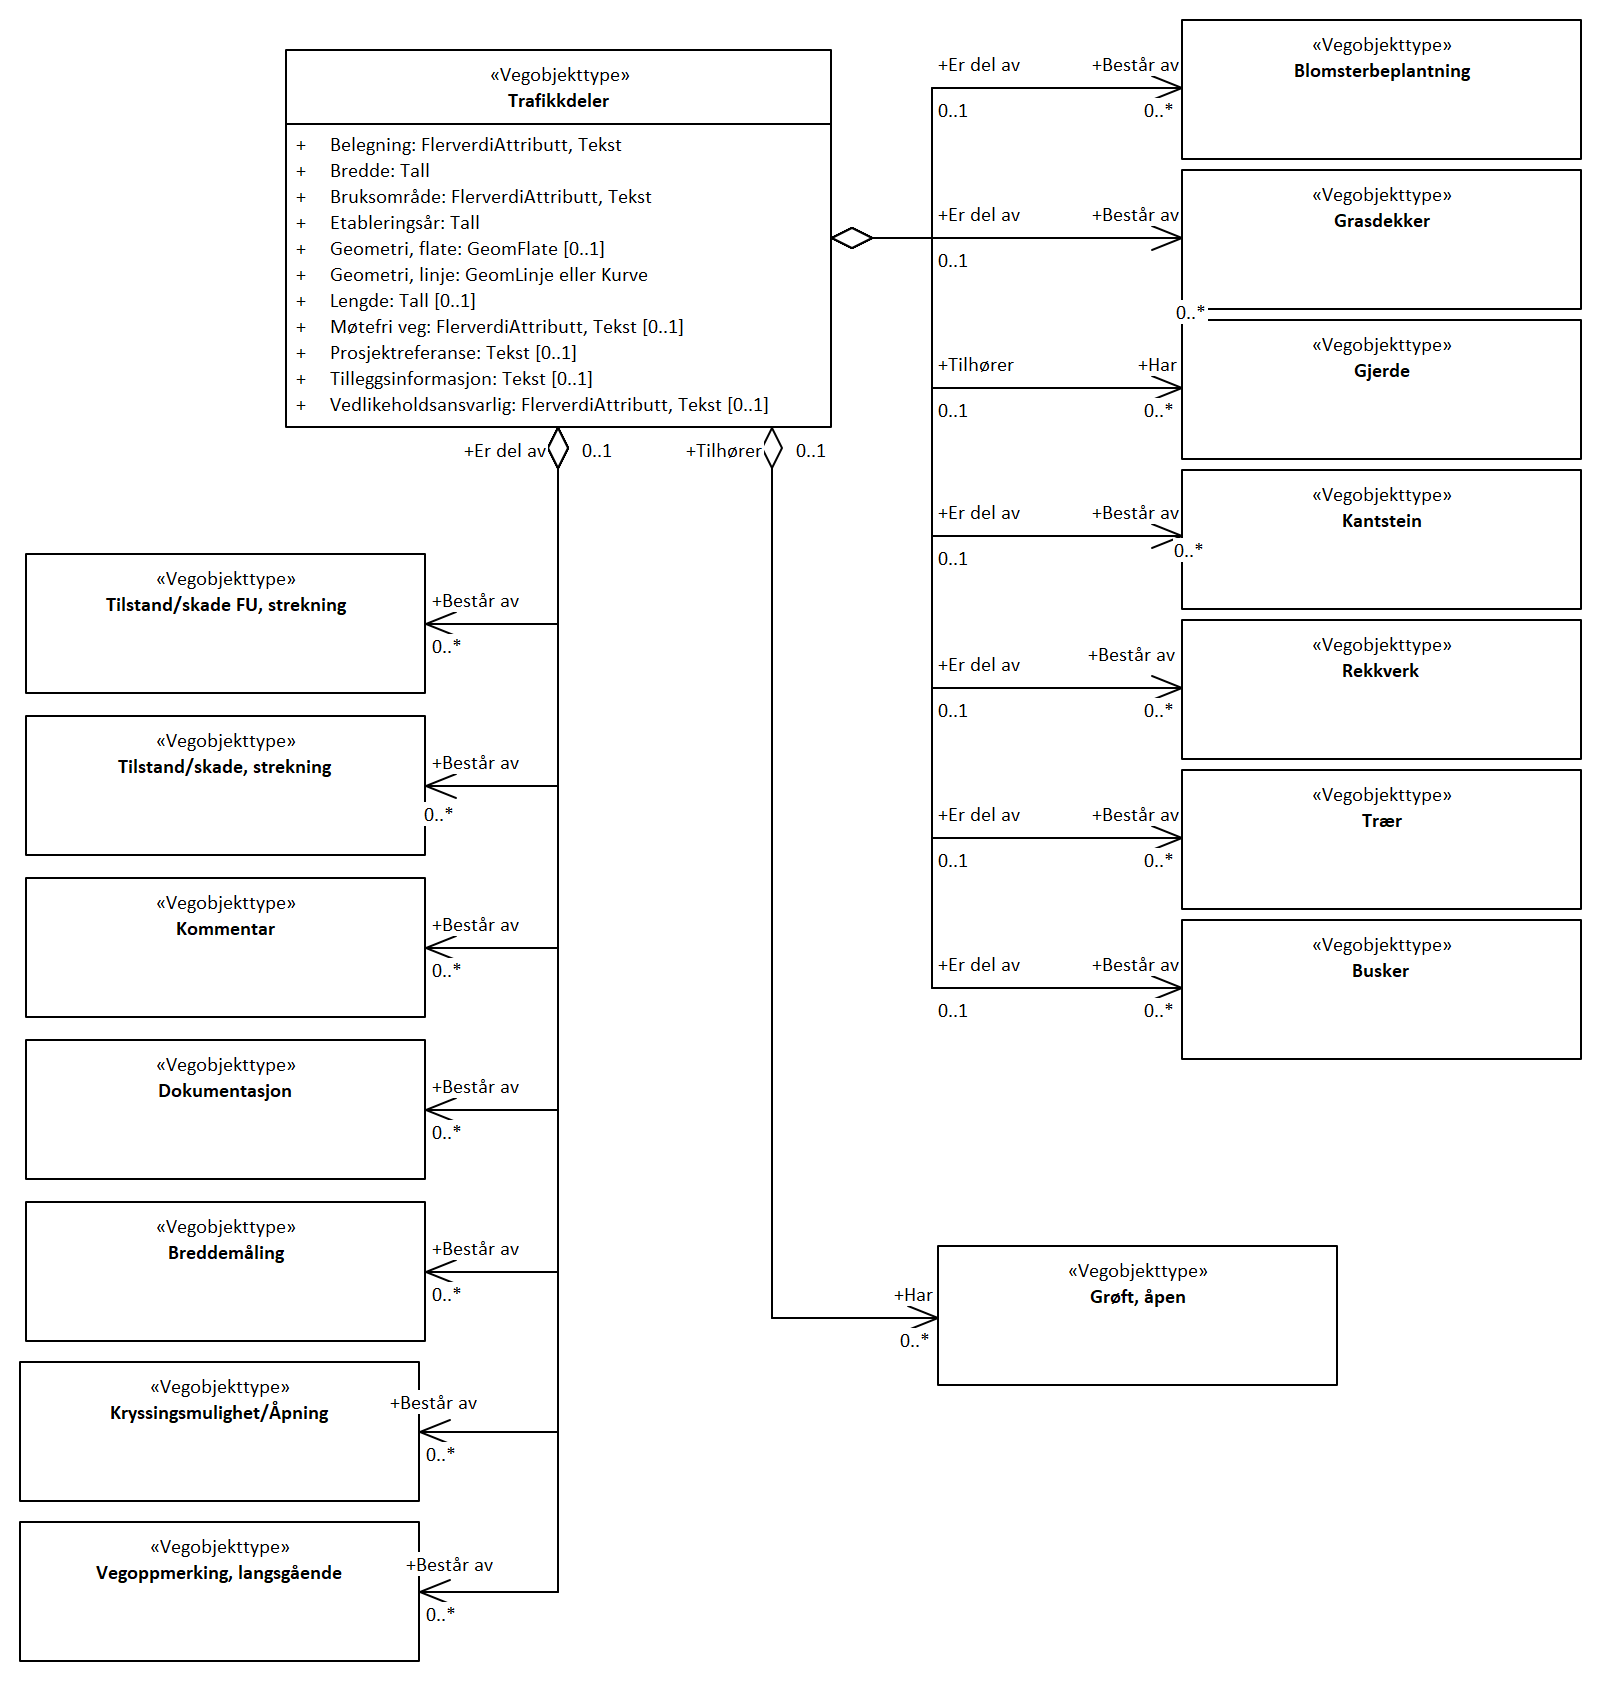 «Vegobjekttype»
Trafikkdeler
+ Belegning: FlerverdiAttributt, Tekst
+ Bredde: Tall
+ Bruksområde: FlerverdiAttributt, Tekst
+ Etableringsår: Tall
+ Geometri, flate: GeomFlate [0..1]
+ Geometri, linje: GeomLinje eller Kurve
+ Lengde: Tall [0..1]
+ Møtefri veg: FlerverdiAttributt, Tekst [0..1]
+ Prosjektreferanse: Tekst [0..1]
+ Tilleggsinformasjon: Tekst [0..1]
+ Vedlikeholdsansvarlig: FlerverdiAttributt, Tekst [0..1]
+Er del av 0..1
+Tilhører 0..1
+Er del av +Består av
0..1 0..*
«Vegobjekttype»
Blomsterbeplantning
+Er del av +Består av
0..1 0..*
«Vegobjekttype»
Grasdekker
+Tilhører +Har
0..1 0..*
«Vegobjekttype»
Gjerde
+Er del av +Består av
0..1 0..*
«Vegobjekttype»
Kantstein
+Er del av +Består av
0..1 0..*
«Vegobjekttype»
Rekkverk
+Er del av +Består av
0..1 0..*
«Vegobjekttype»
Trær
+Er del av +Består av
0..1 0..*
«Vegobjekttype»
Busker
«Vegobjekttype»
Tilstand/skade FU, strekning
+Består av
0..*
«Vegobjekttype»
Tilstand/skade, strekning
+Består av
0..*
«Vegobjekttype»
Kommentar
+Består av
0..*
«Vegobjekttype»
Dokumentasjon
+Består av
0..*
«Vegobjekttype»
Breddemåling
+Består av
0..*
«Vegobjekttype»
Kryssingsmulighet/Åpning
+Består av
0..*
«Vegobjekttype»
Vegoppmerking, langsgående
+Består av
0..*
+Har
0..*
«Vegobjekttype»
Grøft, åpen